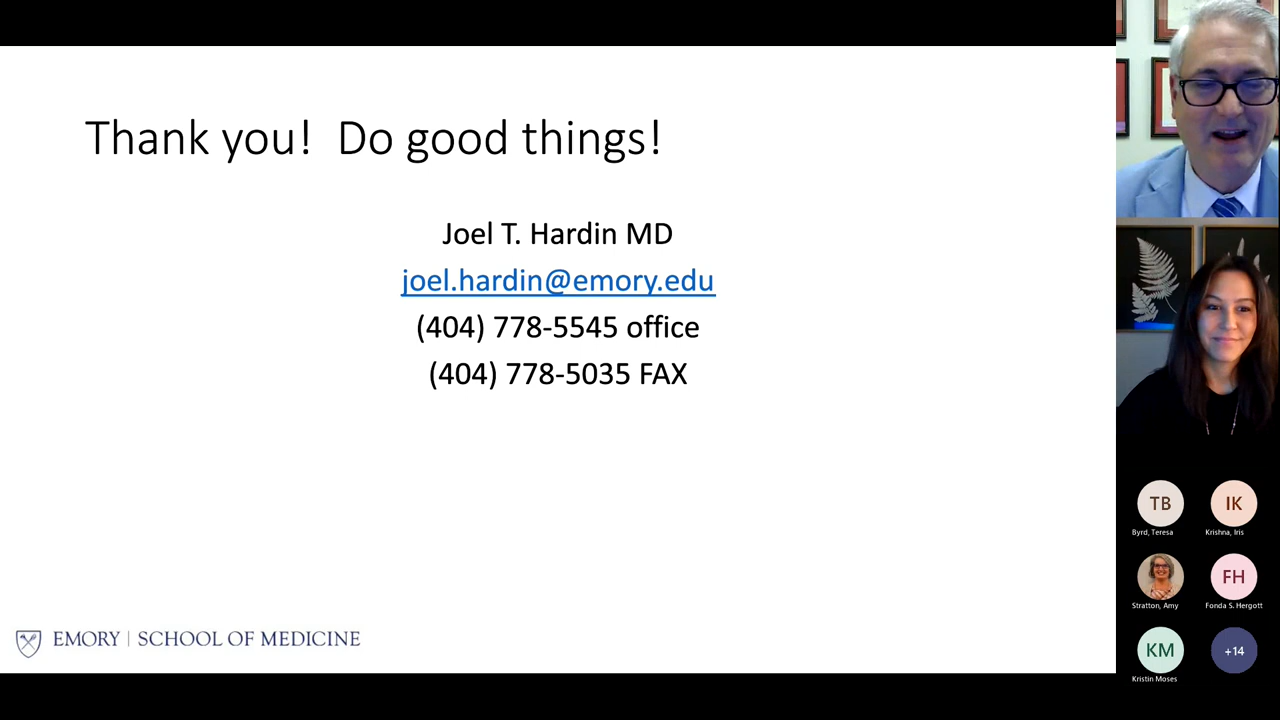 Thank you! Do good things!
Joel T. Hardin MD
joel.hardin@emory.edu
(404) 778-5545 office
(404) 778-5035 FAX
EMORY | SCHOOL OF MEDICINE
TB
IK
Byrd, Teresa
Krishna, Iris
FH
Stratton, Amy
Fonda S. Hergott
KM
+14
Kristin Moses